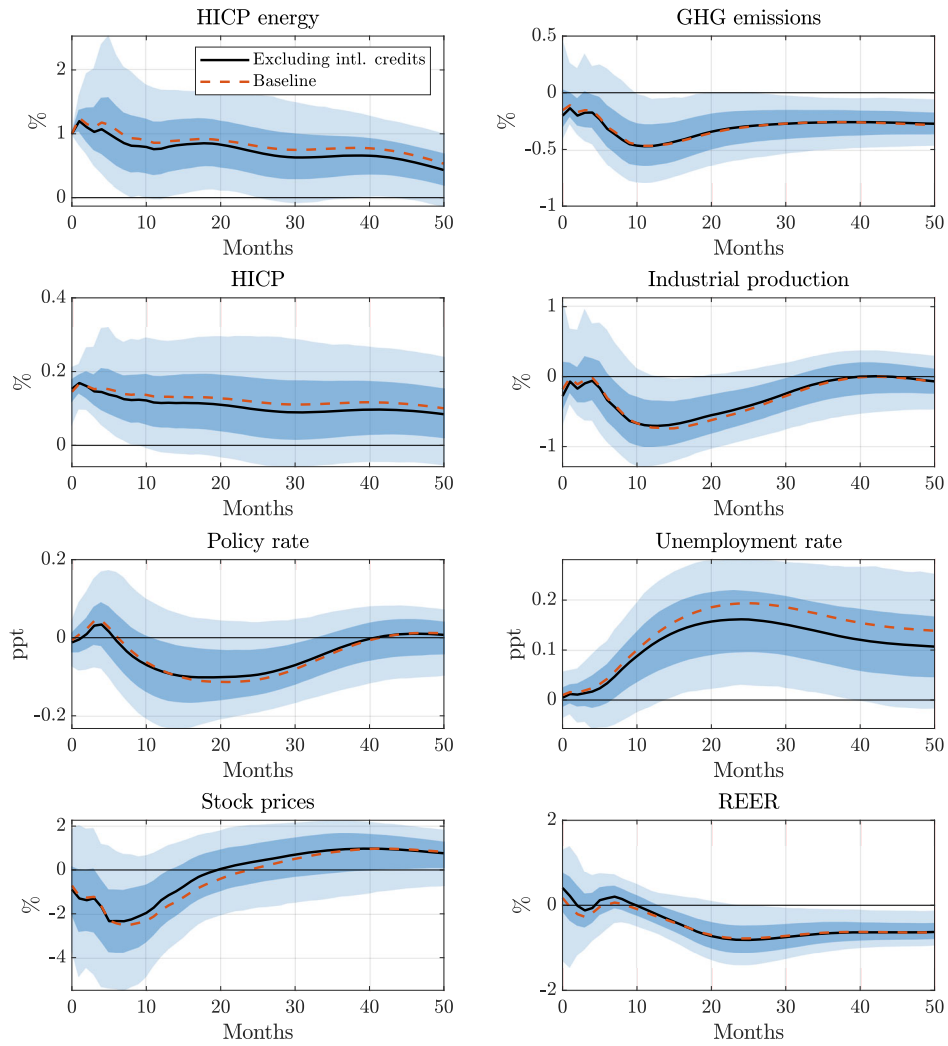 HICP energy
Excluding intl. credits
Baseline
%
2
1
0
0 10 20 30 40 50
Months
GHG emissions
%
0.5
0
-0.5
-1
0 10 20 30 40 50
Months
HICP
%
0.4
0.2
0
0 10 20 30 40 50
Months
Industrial production
%
1
0
-1
0 10 20 30 40 50
Months
Policy rate
ppt
0.2
0
-0.2
0 10 20 30 40 50
Months
Unemployment rate
ppt
0.2
0.1
0
0 10 20 30 40 50
Months
Stock prices
%
2
0
-2
-4
0 10 20 30 40 50
Months
REER
%
2
0
-2
0 10 20 30 40 50
Months